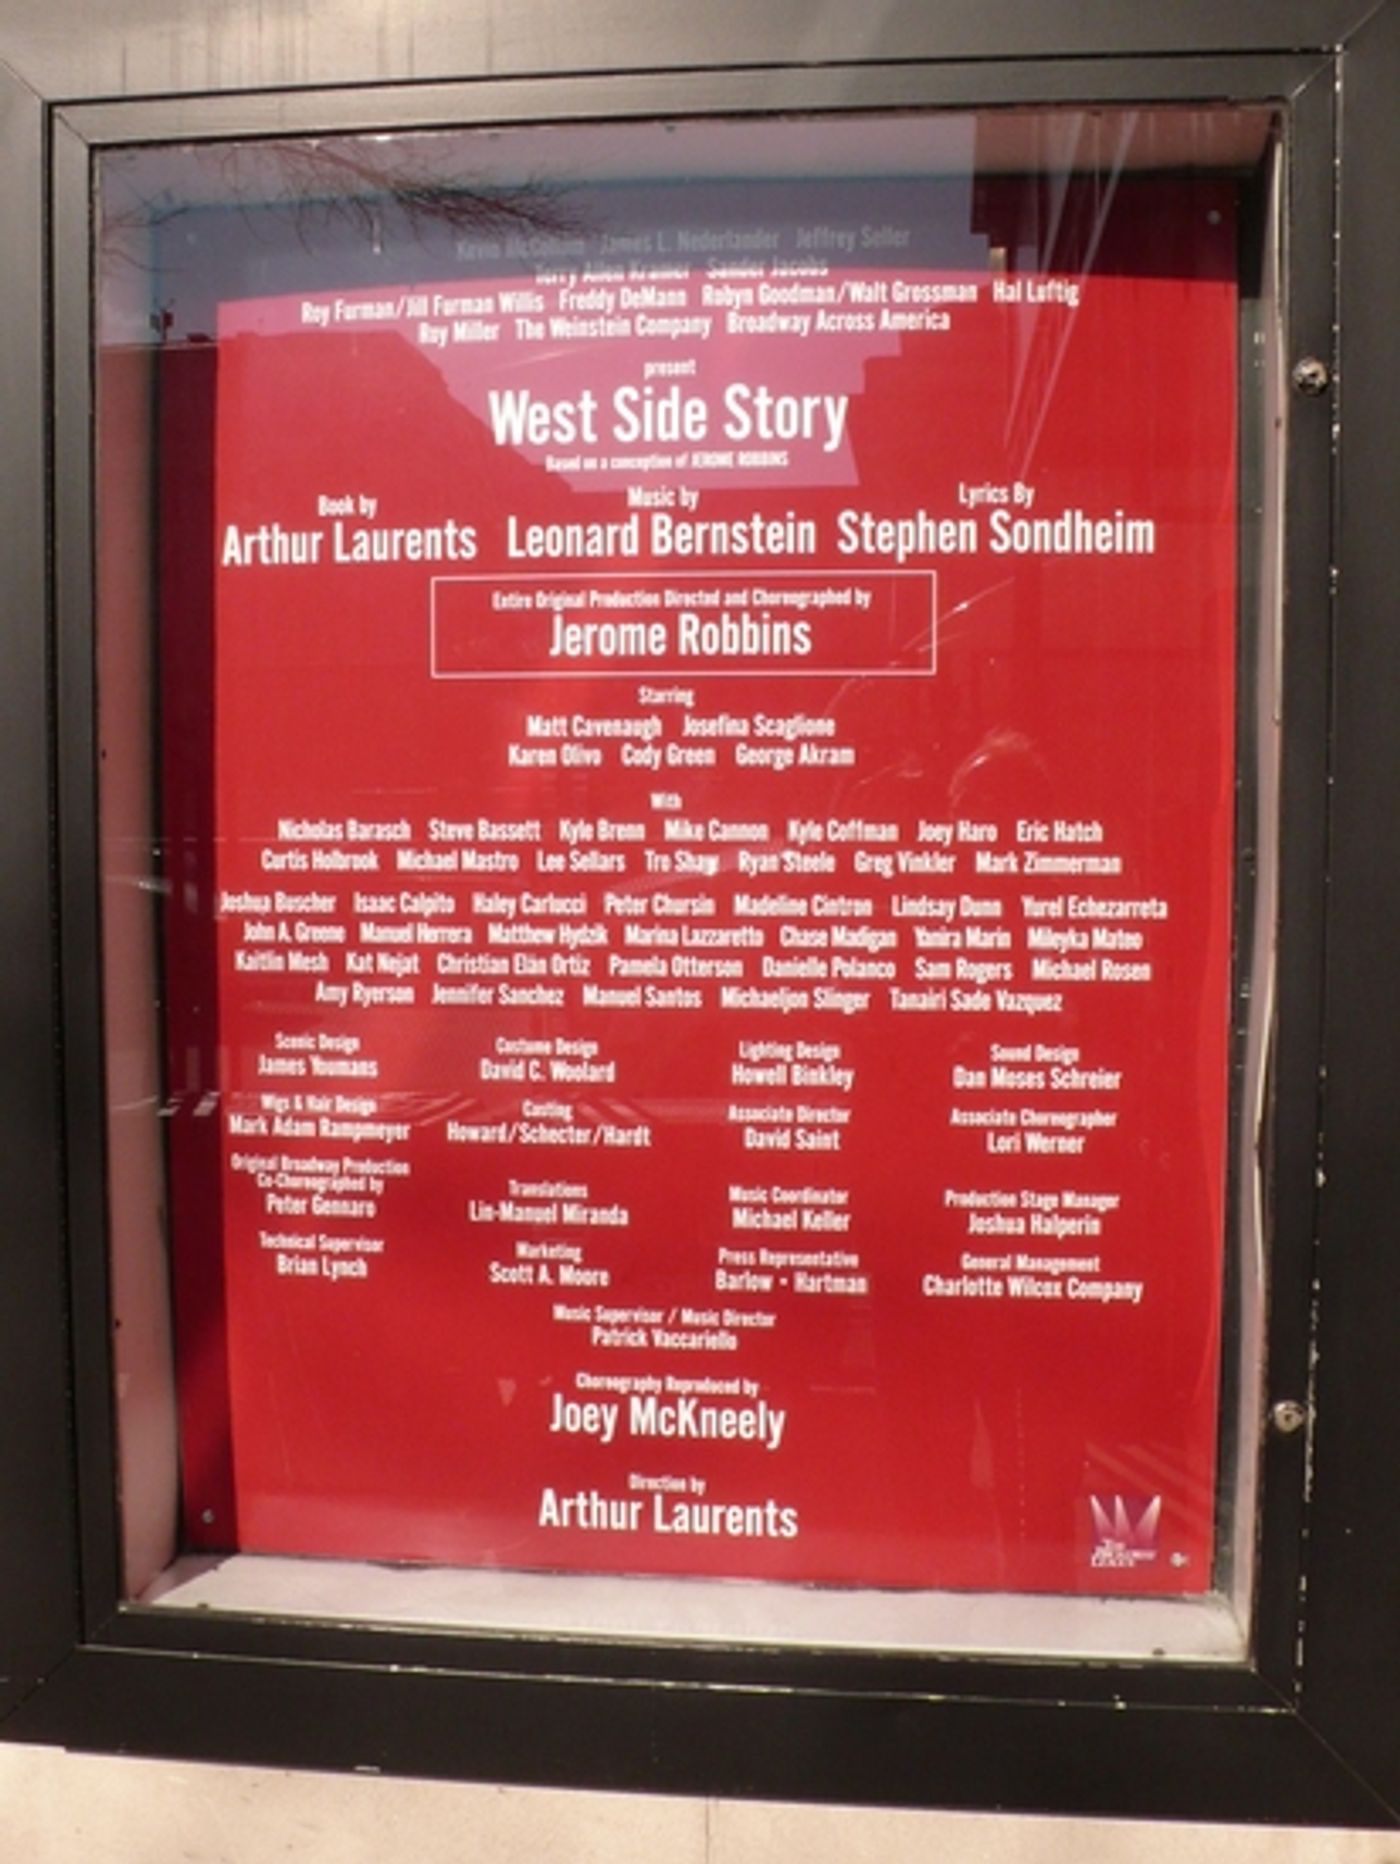 Kevin McCollum James L. Nederlander Jeffrey Seller
Terry Allen Kramer Sander Jacobs
Roy Furman/Jill Furman Willis Freddy DeMann Robyn Goodman/Walt Grossman Hal Luftig
Roy Miller The Weinstein Company Broadway Across America
present
West Side Story
Based on a conception of JEROME ROBBINS
Book by Music by Lyrics By
Arthur Laurents Leonard Bernstein Stephen Sondheim
Entire Original Production Directed and Choreographed by
Jerome Robbins
Starring
Matt Cavenaugh Josefina Scaglione
Karen Olivo Cody Green George Akram
With
Nicholas Barasch Steve Bassett Kyle Brenn Mike Cannon Kyle Coffman Joey Haro Eric Hatch
Curtis Holbrook Michael Mastro Lee Sellars Tro Shaw Ryan Steele Greg Vinkler Mark Zimmerman
Joshua Buscher Isaac Calpito Haley Carlucci Peter Chursin Madeline Cintron Lindsay Dunn Yurel Echezarreta
John A. Greene Manuel Herrera Matthew Hydzik Marina Lazzaretto Chase Madigan Yanira Marin Mileyka Mateo
Kaitlin Mesh Kat Nejat Christian Elán Ortiz Pamela Otterson Danielle Polanco Sam Rogers Michael Rosen
Amy Ryerson Jennifer Sanchez Manuel Santos Michaeljon Slinger Tanairi Sade Vazquez
Scenic Design Costume Design Lighting Design Sound Design
James Youmans David C. Woolard Howell Binkley Dan Moses Schreier
Wigs & Hair Design Casting Associate Director Associate Choreographer
Mark Adam Rampmeyer Howard/Schecter/Hardt David Saint Lori Werner
Original Broadway Production
Co-Choreographed by Translations Music Coordinator Production Stage Manager
Peter Gennaro Lin-Manuel Miranda Michael Keller Joshua Halperin
Technical Supervisor Marketing Press Representative General Management
Brian Lynch Scott A. Moore Barlow • Hartman Charlotte Wilcox Company
Music Supervisor / Music Director
Patrick Vaccariello
Choreography Reproduced by
Joey McKneely
Direction by
Arthur Laurents
THE
BROADWAY
LEAGUE